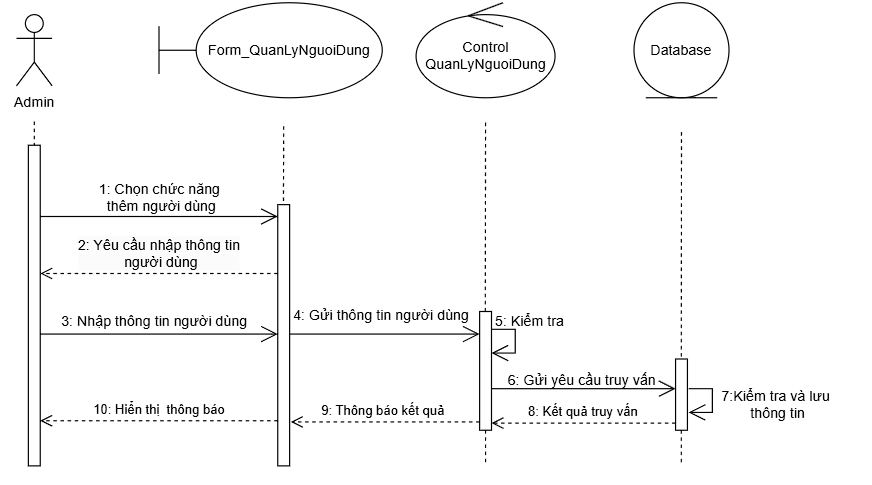 Admin
Form_QuanLyNguoiDung
Control
QuanLyNguoiDung
Database
1: Chọn chức năng
thêm người dùng
2: Yêu cầu nhập thông tin
người dùng
3: Nhập thông tin người dùng
4: Gửi thông tin người dùng
5: Kiểm tra
6: Gửi yêu cầu truy vấn
7:Kiểm tra và lưu
thông tin
8: Kết quả truy vấn
9: Thông báo kết quả
10: Hiển thị thông báo